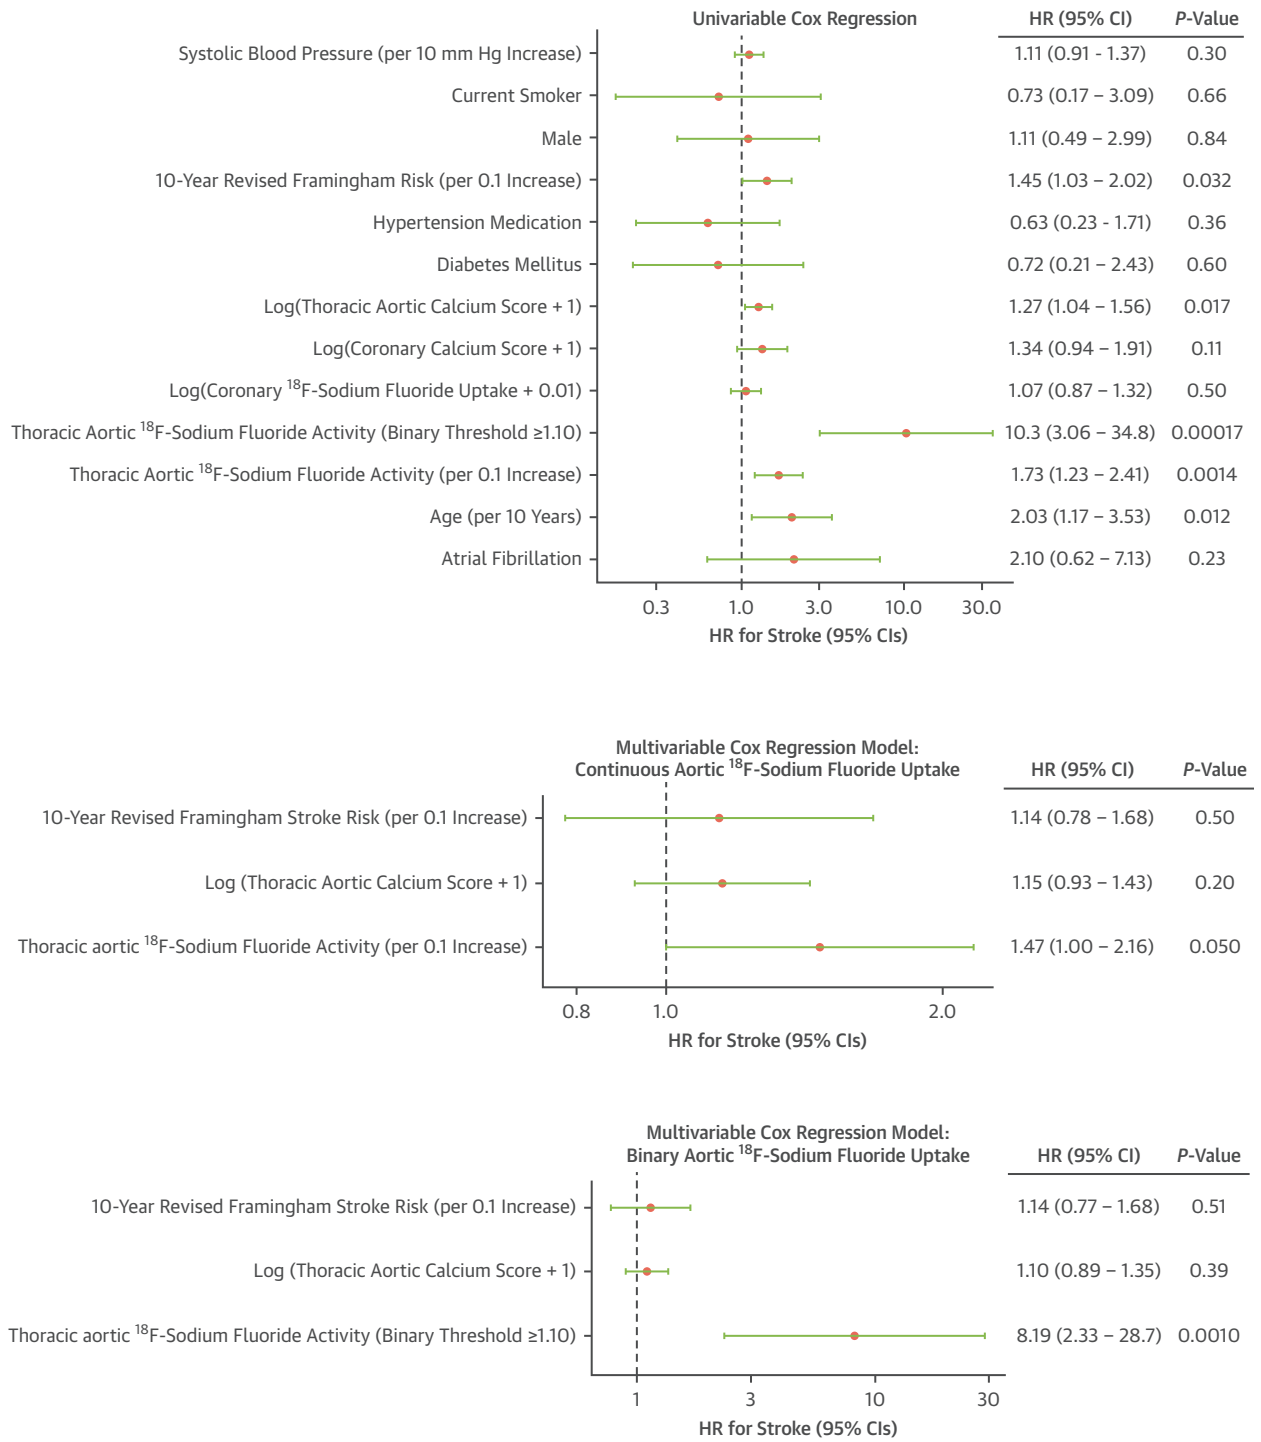 Univariable Cox Regression HR (95% CI) P-Value
Systolic Blood Pressure (per 10 mm Hg Increase) 1.11 (0.91 - 1.37) 0.30
Current Smoker 0.73 (0.17 – 3.09) 0.66
Male 1.11 (0.49 – 2.99) 0.84
10-Year Revised Framingham Risk (per 0.1 Increase) 1.45 (1.03 – 2.02) 0.032
Hypertension Medication 0.63 (0.23 - 1.71) 0.36
Diabetes Mellitus 0.72 (0.21 – 2.43) 0.60
Log(Thoracic Aortic Calcium Score + 1) 1.27 (1.04 – 1.56) 0.017
Log(Coronary Calcium Score + 1) 1.34 (0.94 – 1.91) 0.11
Log(Coronary ¹⁸F-Sodium Fluoride Uptake + 0.01) 1.07 (0.87 – 1.32) 0.50
Thoracic Aortic ¹⁸F-Sodium Fluoride Activity (Binary Threshold ≥1.10) 10.3 (3.06 – 34.8) 0.00017
Thoracic Aortic ¹⁸F-Sodium Fluoride Activity (per 0.1 Increase) 1.73 (1.23 – 2.41) 0.0014
Age (per 10 Years) 2.03 (1.17 – 3.53) 0.012
Atrial Fibrillation 2.10 (0.62 – 7.13) 0.23
0.3 1.0 3.0 10.0 30.0
HR for Stroke (95% CIs)
Multivariable Cox Regression Model:
Continuous Aortic ¹⁸F-Sodium Fluoride Uptake HR (95% CI) P-Value
10-Year Revised Framingham Stroke Risk (per 0.1 Increase) 1.14 (0.78 – 1.68) 0.50
Log (Thoracic Aortic Calcium Score + 1) 1.15 (0.93 – 1.43) 0.20
Thoracic aortic ¹⁸F-Sodium Fluoride Activity (per 0.1 Increase) 1.47 (1.00 – 2.16) 0.050
0.8 1.0 2.0
HR for Stroke (95% CIs)
Multivariable Cox Regression Model:
Binary Aortic ¹⁸F-Sodium Fluoride Uptake HR (95% CI) P-Value
10-Year Revised Framingham Stroke Risk (per 0.1 Increase) 1.14 (0.77 – 1.68) 0.51
Log (Thoracic Aortic Calcium Score + 1) 1.10 (0.89 – 1.35) 0.39
Thoracic aortic ¹⁸F-Sodium Fluoride Activity (Binary Threshold ≥1.10) 8.19 (2.33 – 28.7) 0.0010
1 3 10 30
HR for Stroke (95% CIs)